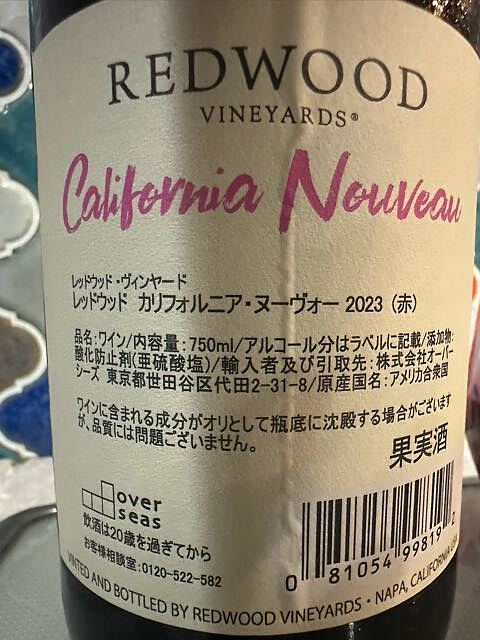 REDWOOD
VINEYARDS®
California Nouveau
レッドウッド・ヴィンヤード
レッドウッド カリフォルニア・ヌーヴォー 2023 (赤)
品名:ワイン/内容量:750ml/アルコール分はラベルに記載/添加物:
酸化防止剤(亜硫酸塩)/輸入者及び引取先:株式会社オーバー
シーズ 東京都世田谷区代田2-31-8/原産国名:アメリカ合衆国
ワインに含まれる成分がオリとして瓶底に沈殿する場合がございます
が、品質には問題ございません。
果実酒
over
seas
飲酒は20歳を過ぎてから
お客様相談室:0120-522-582
0 81054 99819 2
VINTED AND BOTTLED BY REDWOOD VINEYARDS • NAPA, CALIFORNIA USA